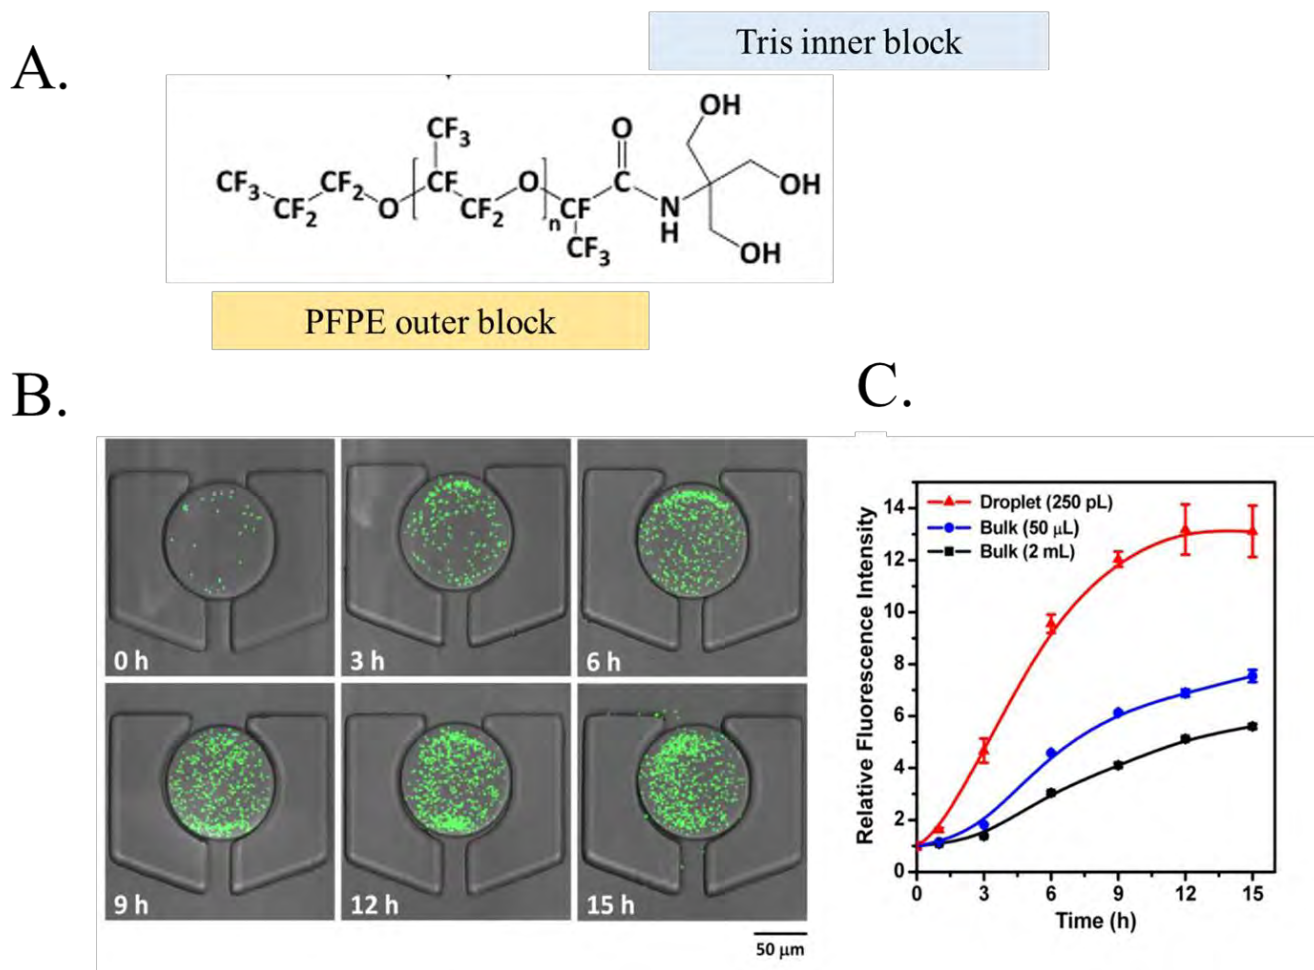 A.
Tris inner block
OH
CF₃
O
CF₃
CF₂
CF₂
O
CF
CF₂
O
n
CF
CF₃
C
N
H
OH
OH
PFPE outer block
B.
0 h
3 h
6 h
9 h
12 h
15 h
50 μm
C.
Relative Fluorescence Intensity
14
12
10
8
6
4
2
0
Droplet (250 pL)
Bulk (50 μL)
Bulk (2 mL)
0 3 6 9 12 15
Time (h)